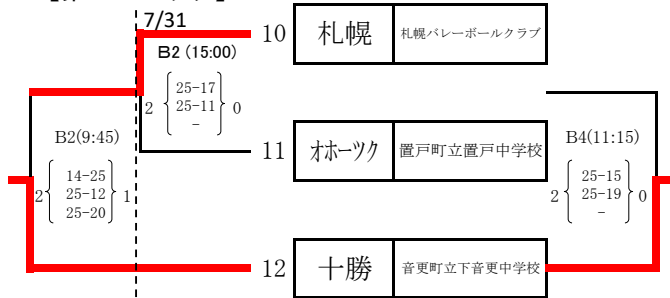 7/31
10 札幌 札幌バレーボールクラブ
B2 (15:00)
25-17
2 25-11 0
-
B2(9:45)
14-25
2 25-12 1
25-20
11 オホーツク 置戸町立置戸中学校
B4(11:15)
25-15
2 25-19 0
-
12 十勝 音更町立下音更中学校